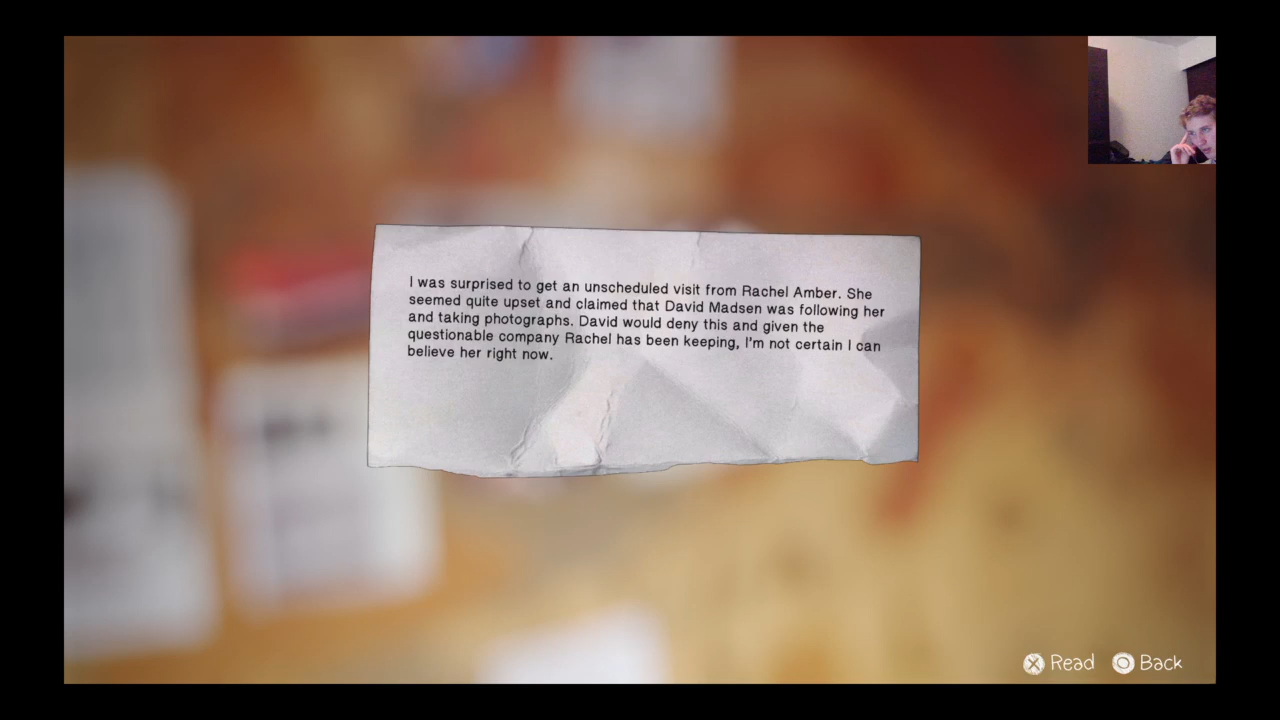 I was surprised to get an unscheduled visit from Rachel Amber. She
seemed quite upset and claimed that David Madsen was following her
and taking photographs. David would deny this and given the
questionable company Rachel has been keeping, I'm not certain I can
believe her right now.
Read
Back